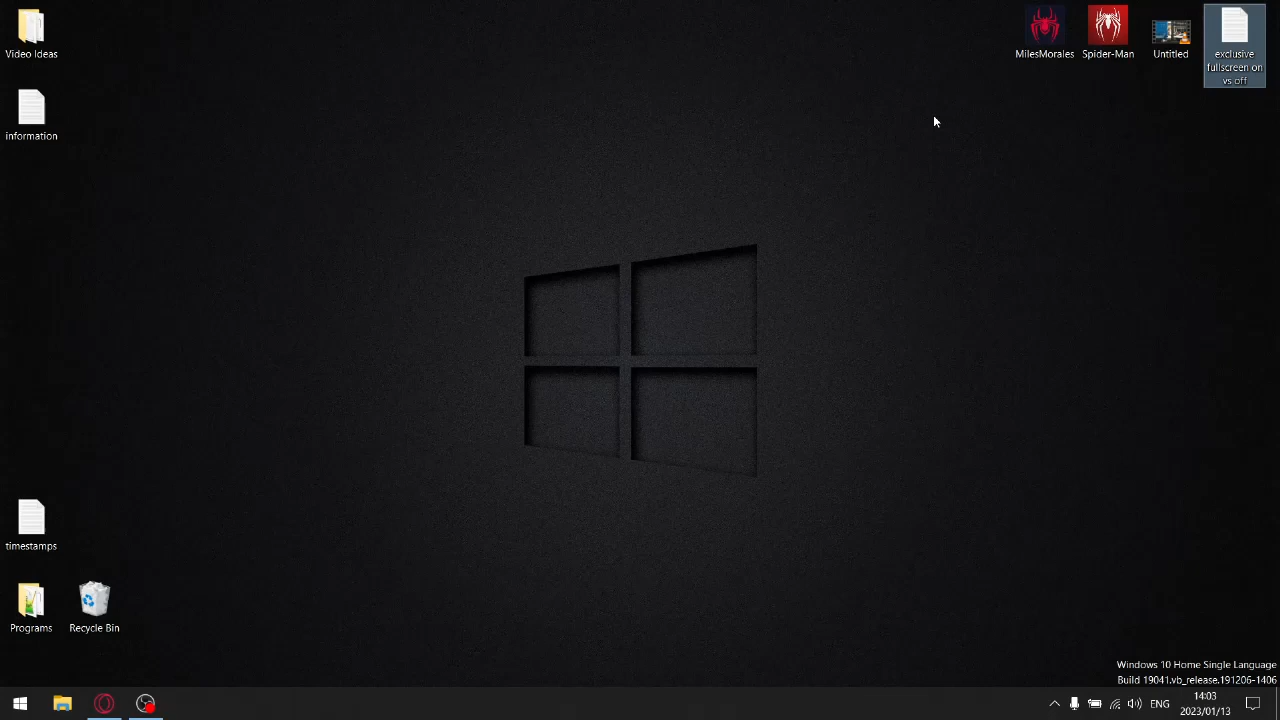 Video Ideas
information
MilesMorales
Spider-Man
Untitled
exclusive
fullscreen on
vs off
timestamps
Programs
Recycle Bin
Windows 10 Home Single Language
Build 19041.vb_release.191206-1406
ENG
14:03
2023/01/13